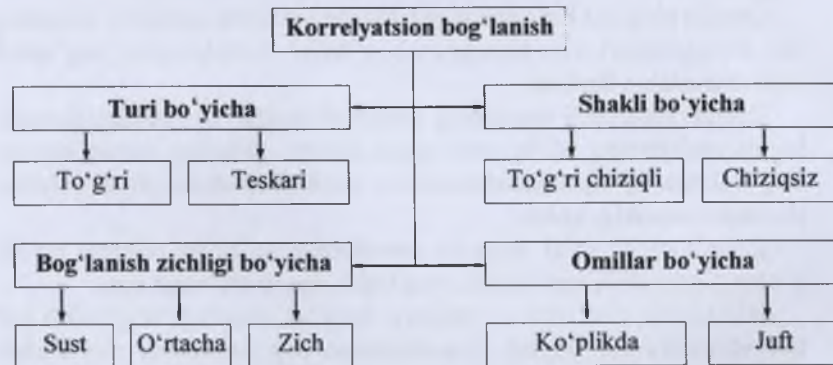 Korrelyatsion bog‘lanish
Turi bo‘yicha
Shakli bo‘yicha
To‘g‘ri
Teskari
To‘g‘ri chiziqli
Chiziqsiz
Bog‘lanish zichligi bo‘yicha
Omillar bo‘yicha
Sust
O‘rtacha
Zich
Ko‘plikda
Juft